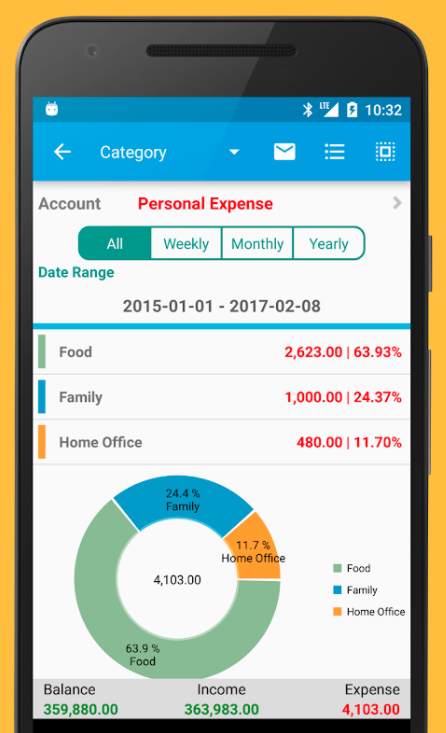 LTE 10:32
Category
Account Personal Expense
All Weekly Monthly Yearly
Date Range
2015-01-01 - 2017-02-08
Food 2,623.00 | 63.93%
Family 1,000.00 | 24.37%
Home Office 480.00 | 11.70%
24.4 %
Family
11.7 %
Home Office
4,103.00
63.9 %
Food
Food
Family
Home Office
Balance Income Expense
359,880.00 363,983.00 4,103.00